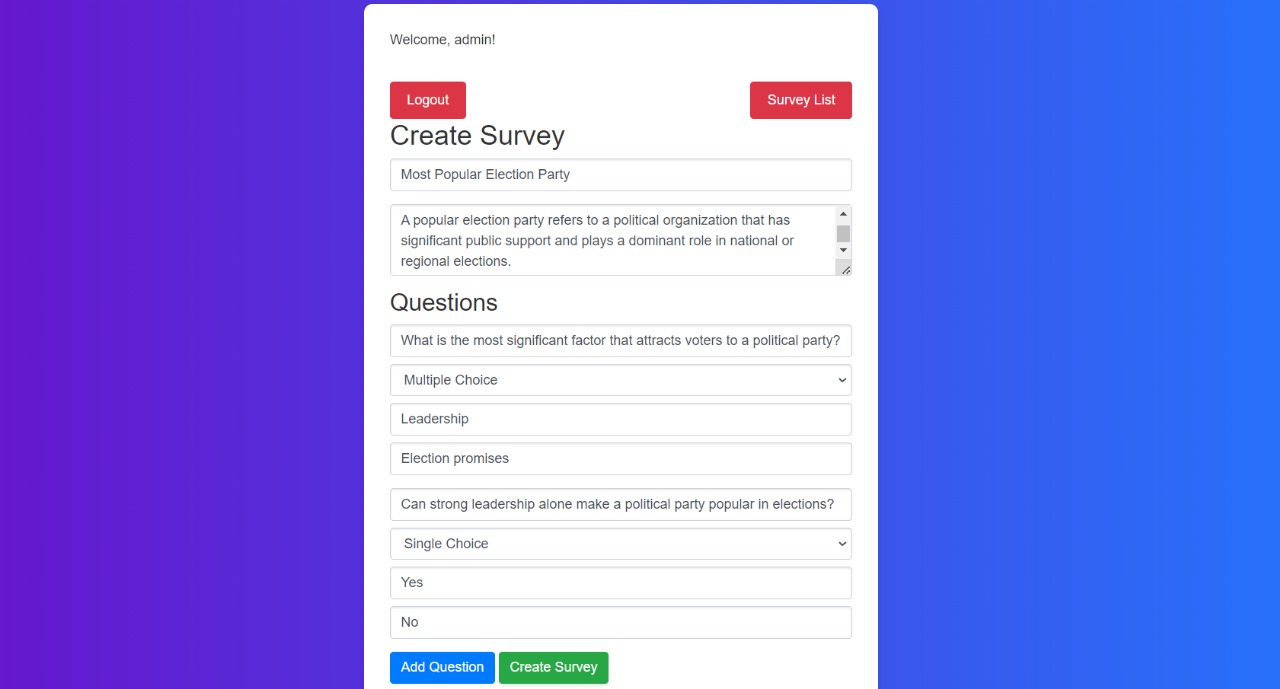 Welcome, admin!
Logout
Survey List
Create Survey
Most Popular Election Party
A popular election party refers to a political organization that has
significant public support and plays a dominant role in national or
regional elections.
Questions
What is the most significant factor that attracts voters to a political party?
Multiple Choice
Leadership
Election promises
Can strong leadership alone make a political party popular in elections?
Single Choice
Yes
No
Add Question
Create Survey